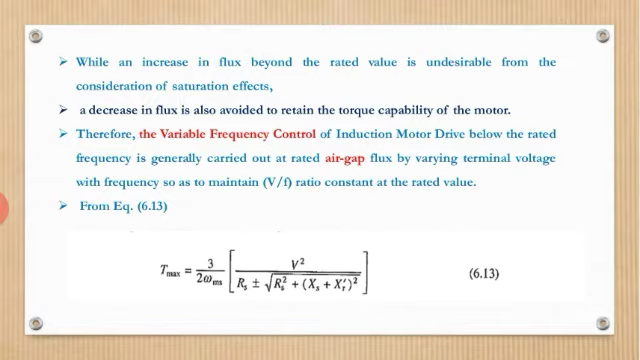 ➤ While an increase in flux beyond the rated value is undesirable from the
consideration of saturation effects,
➤ a decrease in flux is also avoided to retain the torque capability of the motor.
➤ Therefore, the Variable Frequency Control of Induction Motor Drive below the rated
frequency is generally carried out at rated air-gap flux by varying terminal voltage
with frequency so as to maintain (V/f) ratio constant at the rated value.
➤ From Eq. (6.13)
T_max = 3/(2ω_ms) [ V² / (R_s ± √(R_s² + (X_s + X_r′)²)) ] (6.13)